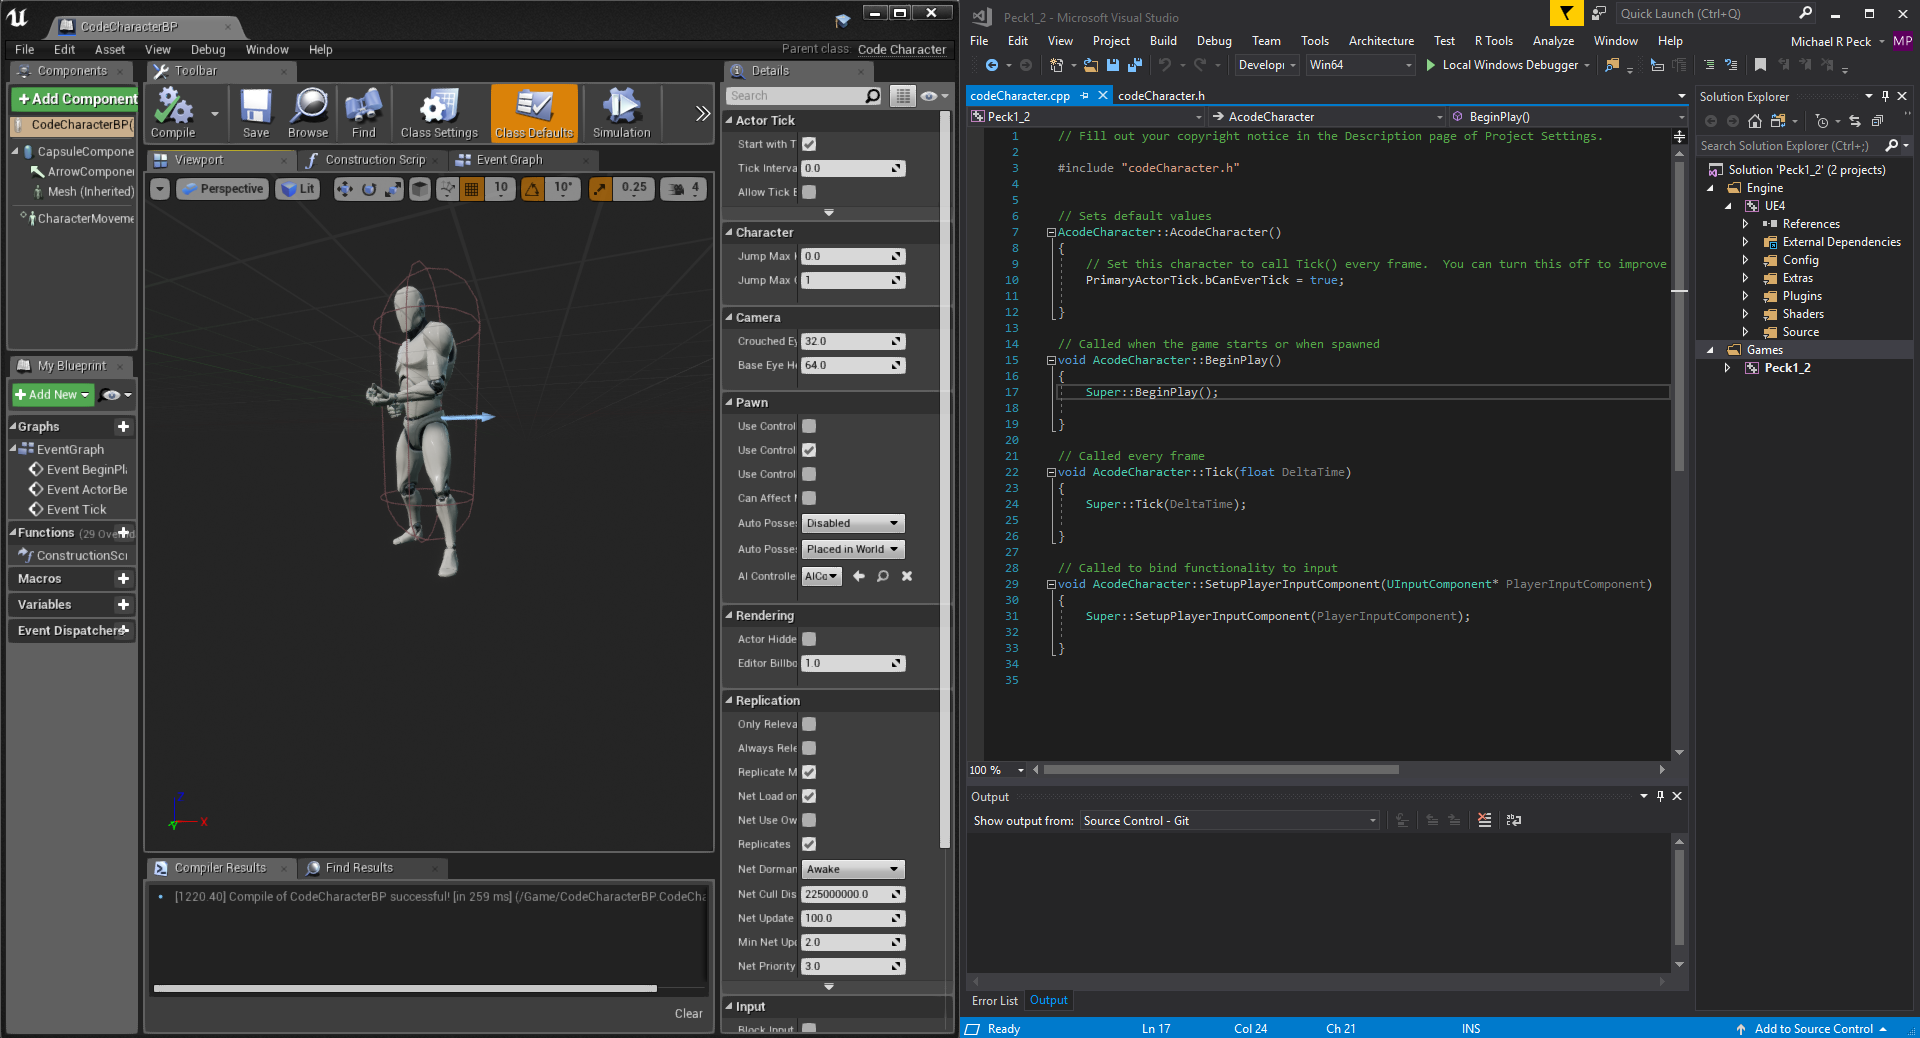 CodeCharacterBP
File Edit Asset View Debug Window Help
Parent class: Code Character
Components
+Add Component
CodeCharacterBP(
CapsuleCompone
ArrowComponer
Mesh (Inherited)
CharacterMoveme
My Blueprint
+Add New
Graphs
EventGraph
Event BeginPl
Event ActorBe
Event Tick
Functions (29 Over
ConstructionScr
Macros
Variables
Event Dispatchers
Toolbar
Compile Save Browse Find Class Settings Class Defaults Simulation
Viewport Construction Scrip Event Graph
Perspective Lit 10 10° 0.25 4
Z
X
Y
Compiler Results Find Results
[1220.40] Compile of CodeCharacterBP successful! [in 259 ms] (/Game/CodeCharacterBP.CodeCha
Clear
Details
Search
Actor Tick
Start with T
Tick Interva 0.0
Allow Tick B
Character
Jump Max H 0.0
Jump Max C 1
Camera
Crouched Ey 32.0
Base Eye He 64.0
Pawn
Use Control
Use Control
Use Control
Can Affect N
Auto Posses Disabled
Auto Posses Placed in World
AI Controlle AICo
Rendering
Actor Hidde
Editor Billbo 1.0
Replication
Only Releva
Always Rele
Replicate M
Net Load on
Net Use Ow
Replicates
Net Dorman Awake
Net Cull Dis 225000000.0
Net Update 100.0
Min Net Upd 2.0
Net Priority 3.0
Input
Block Input
Peck1_2 - Microsoft Visual Studio
Quick Launch (Ctrl+Q)
File Edit View Project Build Debug Team Tools Architecture Test R Tools Analyze Window Help
Michael R Peck MP
Developi Win64 Local Windows Debugger
codeCharacter.cpp codeCharacter.h
Peck1_2 AcodeCharacter BeginPlay()
1 // Fill out your copyright notice in the Description page of Project Settings.
2
3 #include "codeCharacter.h"
4
5
6 // Sets default values
7 AcodeCharacter::AcodeCharacter()
8 {
9 // Set this character to call Tick() every frame.  You can turn this off to improve
10 PrimaryActorTick.bCanEverTick = true;
11
12 }
13
14 // Called when the game starts or when spawned
15 void AcodeCharacter::BeginPlay()
16 {
17 Super::BeginPlay();
18
19 }
20
21 // Called every frame
22 void AcodeCharacter::Tick(float DeltaTime)
23 {
24 Super::Tick(DeltaTime);
25
26 }
27
28 // Called to bind functionality to input
29 void AcodeCharacter::SetupPlayerInputComponent(UInputComponent* PlayerInputComponent)
30 {
31 Super::SetupPlayerInputComponent(PlayerInputComponent);
32
33 }
34
35
100 %
Output
Show output from: Source Control - Git
Error List Output
Solution Explorer
Search Solution Explorer (Ctrl+;)
Solution 'Peck1_2' (2 projects)
Engine
UE4
References
External Dependencies
Config
Extras
Plugins
Shaders
Source
Games
Peck1_2
Ready Ln 17 Col 24 Ch 21 INS Add to Source Control